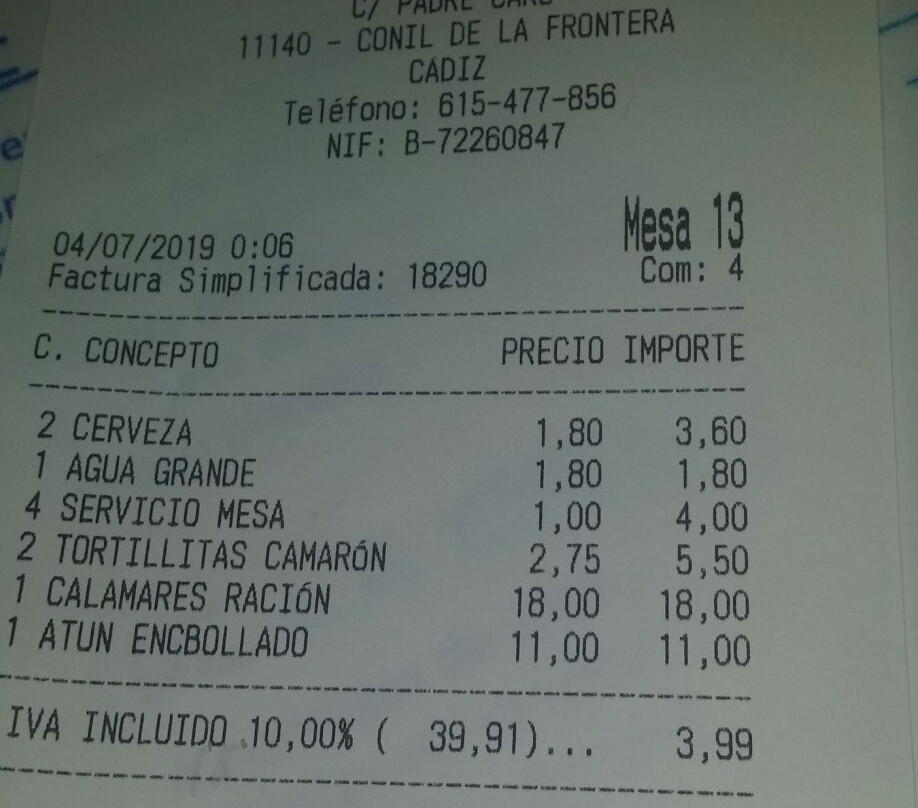 C/ PADRE
11140 - CONIL DE LA FRONTERA
CADIZ
Teléfono: 615-477-856
NIF: B-72260847
Mesa 13
04/07/2019 0:06
Factura Simplificada: 18290 Com: 4
C. CONCEPTO PRECIO IMPORTE
2 CERVEZA 1,80 3,60
1 AGUA GRANDE 1,80 1,80
4 SERVICIO MESA 1,00 4,00
2 TORTILLITAS CAMARÓN 2,75 5,50
1 CALAMARES RACIÓN 18,00 18,00
1 ATUN ENCBOLLADO 11,00 11,00
IVA INCLUIDO 10,00% ( 39,91)... 3,99